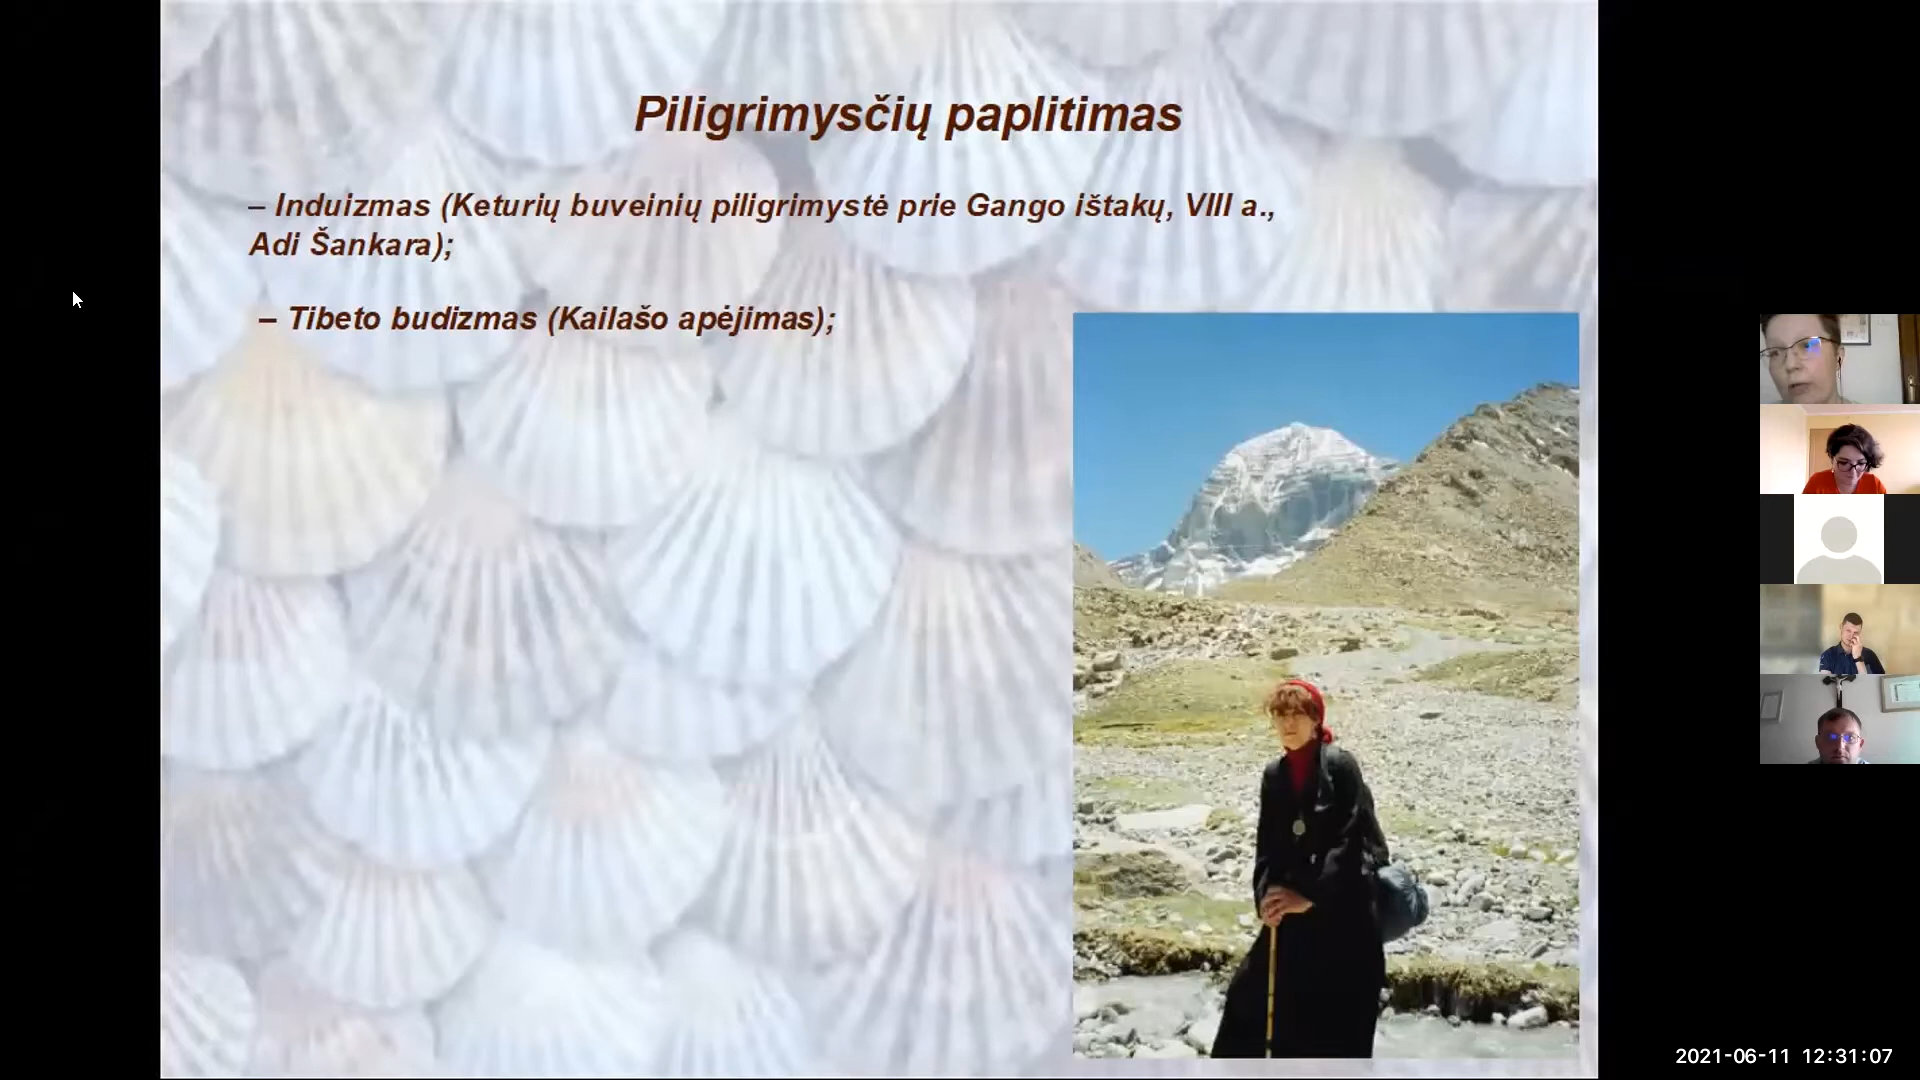 Piligrimysčių paplitimas
– Induizmas (Keturių buveinių piligrimystė prie Gango ištakų, VIII a.,
Adi Šankara);
– Tibeto budizmas (Kailašo apėjimas);
2021-06-11 12:31:07